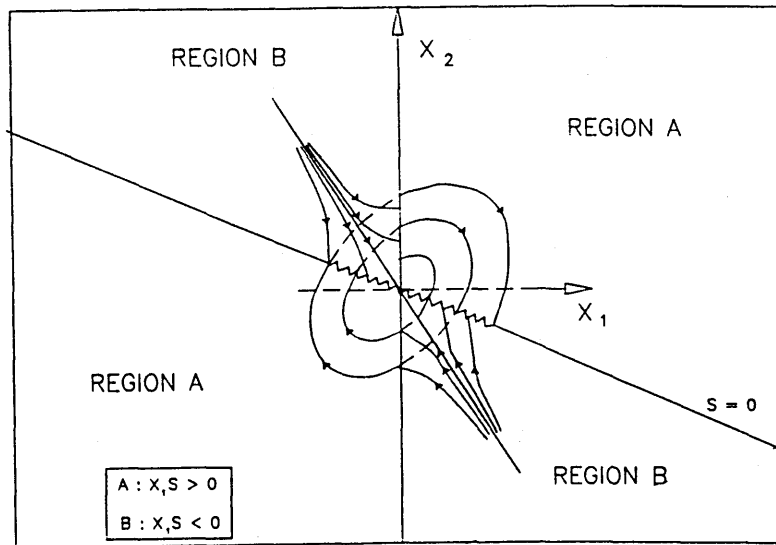 REGION B
X₂
REGION A
X₁
REGION A
S = 0
REGION B
A : X₁S > 0
B : X₁S < 0